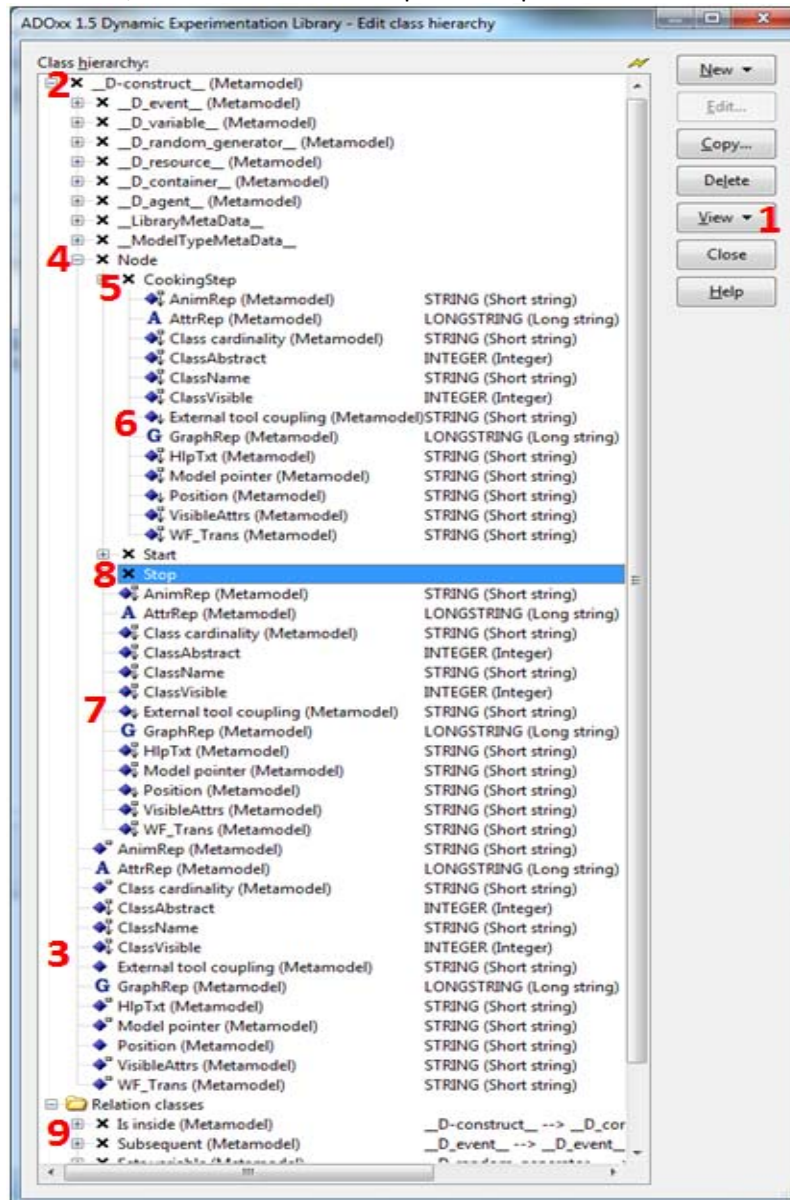 ADOxx 1.5 Dynamic Experimentation Library - Edit class hierarchy
Class hierarchy:
New
2 __D-construct__ (Metamodel)
__D_event__ (Metamodel)
Edit...
__D_variable__ (Metamodel)
__D_random_generator__ (Metamodel)
Copy...
__D_resource__ (Metamodel)
__D_container__ (Metamodel)
Delete
__D_agent__ (Metamodel)
__LibraryMetaData__
View 1
__ModelTypeMetaData__
4 Node
Close
5 CookingStep
AnimRep (Metamodel) STRING (Short string)
Help
A AttrRep (Metamodel) LONGSTRING (Long string)
Class cardinality (Metamodel) STRING (Short string)
ClassAbstract INTEGER (Integer)
ClassName STRING (Short string)
ClassVisible INTEGER (Integer)
6 External tool coupling (Metamodel) STRING (Short string)
G GraphRep (Metamodel) LONGSTRING (Long string)
HlpTxt (Metamodel) STRING (Short string)
Model pointer (Metamodel) STRING (Short string)
Position (Metamodel) STRING (Short string)
VisibleAttrs (Metamodel) STRING (Short string)
WF_Trans (Metamodel) STRING (Short string)
Start
8 Stop
AnimRep (Metamodel) STRING (Short string)
A AttrRep (Metamodel) LONGSTRING (Long string)
Class cardinality (Metamodel) STRING (Short string)
ClassAbstract INTEGER (Integer)
ClassName STRING (Short string)
ClassVisible INTEGER (Integer)
7 External tool coupling (Metamodel) STRING (Short string)
G GraphRep (Metamodel) LONGSTRING (Long string)
HlpTxt (Metamodel) STRING (Short string)
Model pointer (Metamodel) STRING (Short string)
Position (Metamodel) STRING (Short string)
VisibleAttrs (Metamodel) STRING (Short string)
WF_Trans (Metamodel) STRING (Short string)
AnimRep (Metamodel) STRING (Short string)
A AttrRep (Metamodel) LONGSTRING (Long string)
Class cardinality (Metamodel) STRING (Short string)
ClassAbstract INTEGER (Integer)
ClassName STRING (Short string)
ClassVisible INTEGER (Integer)
3 External tool coupling (Metamodel) STRING (Short string)
G GraphRep (Metamodel) LONGSTRING (Long string)
HlpTxt (Metamodel) STRING (Short string)
Model pointer (Metamodel) STRING (Short string)
Position (Metamodel) STRING (Short string)
VisibleAttrs (Metamodel) STRING (Short string)
WF_Trans (Metamodel) STRING (Short string)
Relation classes
9 Is inside (Metamodel) __D-construct__ --> __D_cor
Subsequent (Metamodel) __D_event__ --> __D_event_